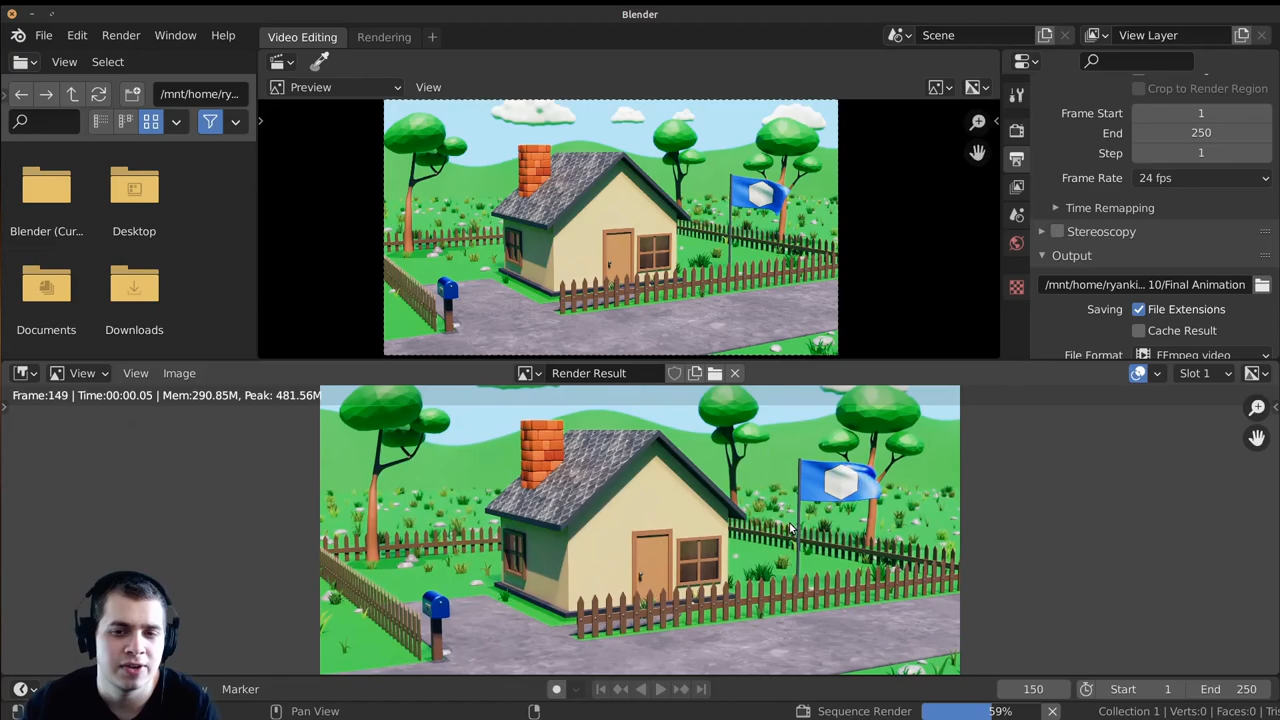 Blender
File Edit Render Window Help
Video Editing Rendering
Scene
View Layer
View Select
/mnt/home/ry...
Preview View
Crop to Render Region
Frame Start 1
End 250
Step 1
Frame Rate 24 fps
Time Remapping
Stereoscopy
Output
/mnt/home/ryanki... 10/Final Animation
Saving File Extensions
Cache Result
File Format FFmpeg video
Blender (Cur... Desktop
Documents Downloads
View View Image
Render Result
Slot 1
Frame:149 | Time:00:00.05 | Mem:290.85M, Peak: 481.56M
Marker
150 Start 1 End 250
Pan View
Sequence Render 59%
Collection 1 | Verts:0 | Faces:0 | Tris